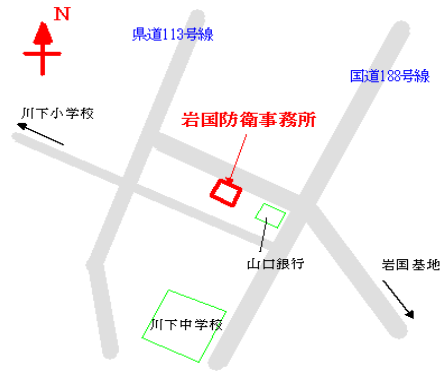 N
県道113号線
国道188号線
川下小学校
岩国防衛事務所
山口銀行
岩国基地
川下中学校